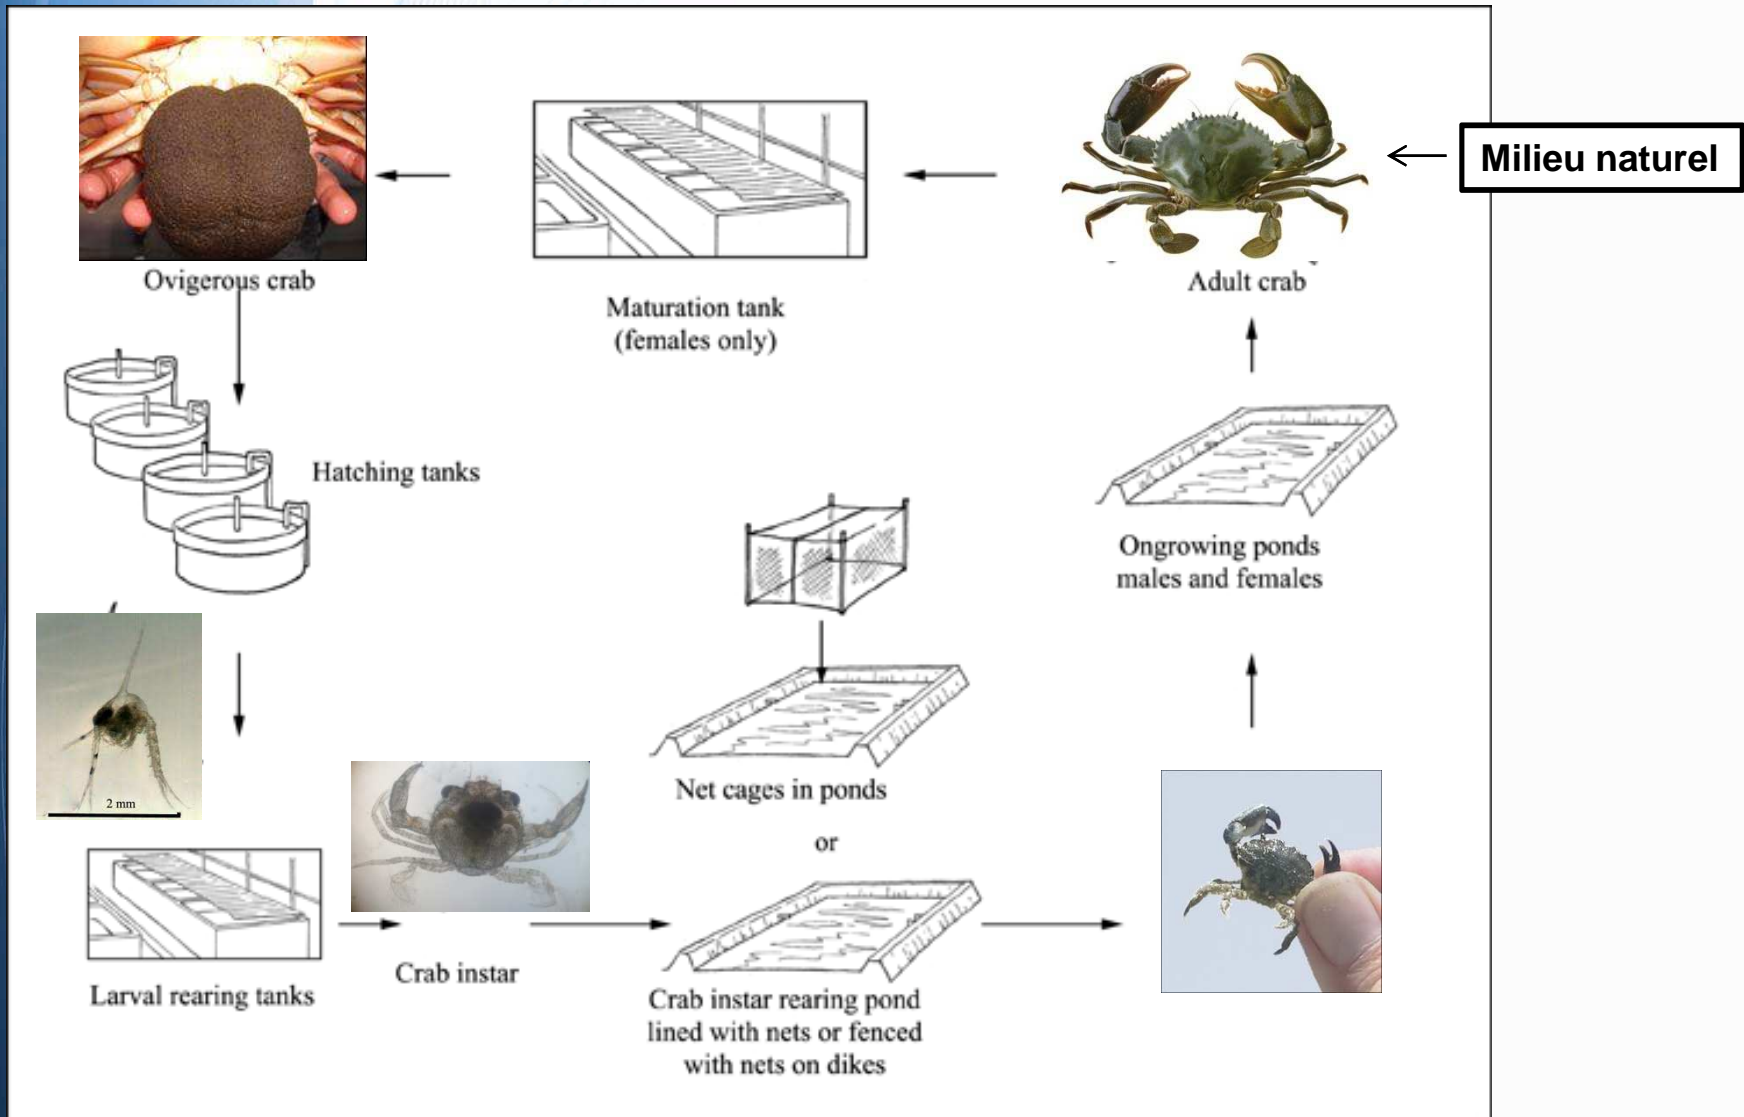 Milieu naturel
Ovigerous crab
Maturation tank
(females only)
Adult crab
Hatching tanks
Ongrowing ponds
males and females
2 mm
Net cages in ponds
or
Larval rearing tanks
Crab instar
Crab instar rearing pond
lined with nets or fenced
with nets on dikes